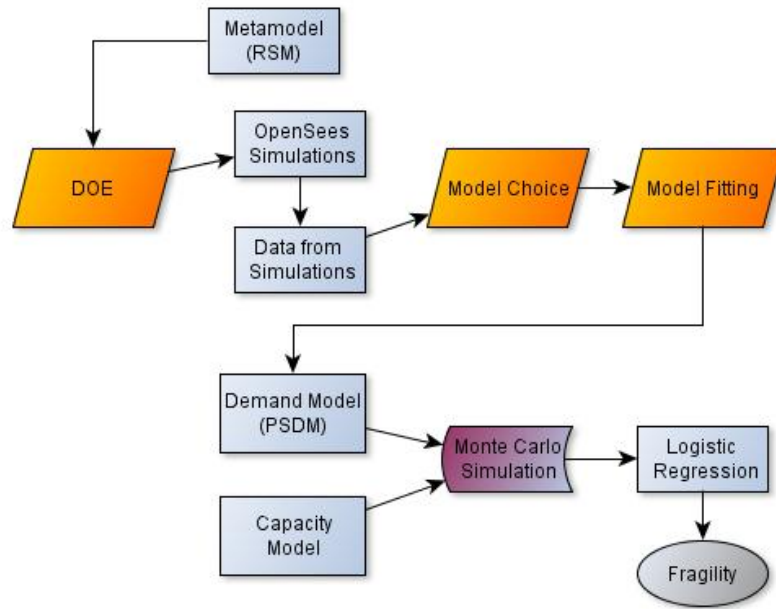 Metamodel
(RSM)
DOE
OpenSees
Simulations
Data from
Simulations
Model Choice
Model Fitting
Demand Model
(PSDM)
Capacity
Model
Monte Carlo
Simulation
Logistic
Regression
Fragility